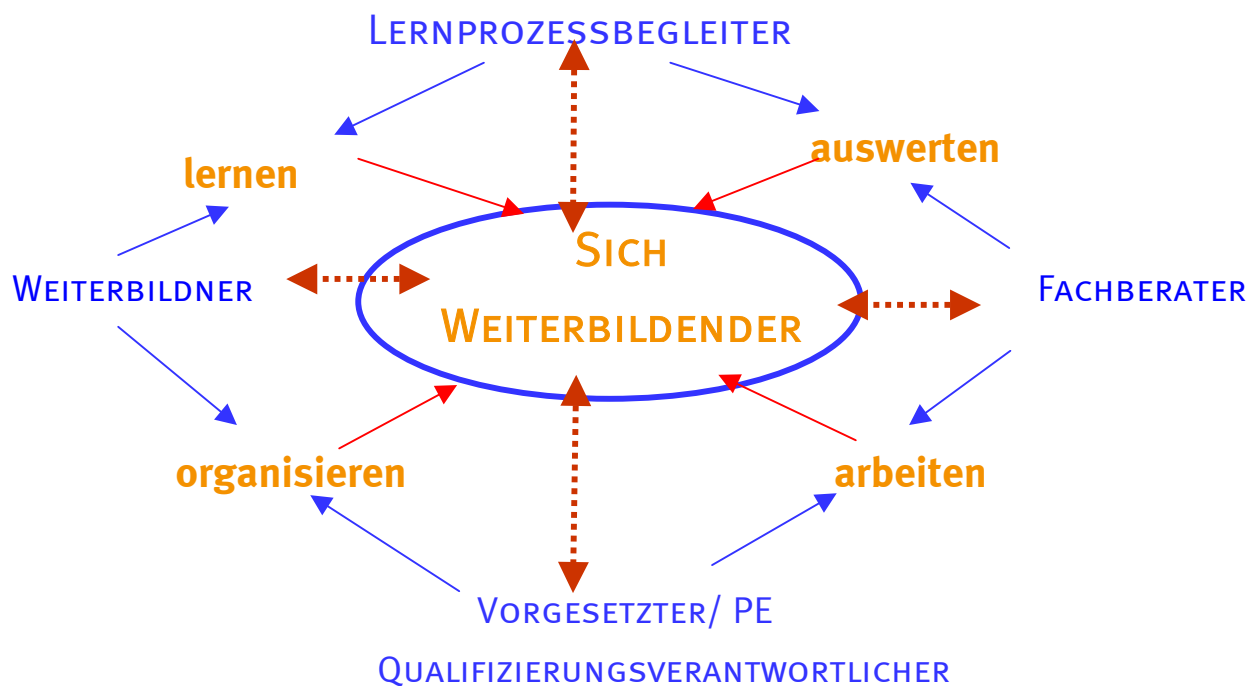 LERNPROZESSBEGLEITER
auswerten
lernen
SICH
WEITERBILDNER
FACHBERATER
WEITERBILDENDER
organisieren
arbeiten
VORGESETZTER/ PE
QUALIFIZIERUNGSVERANTWORTLICHER